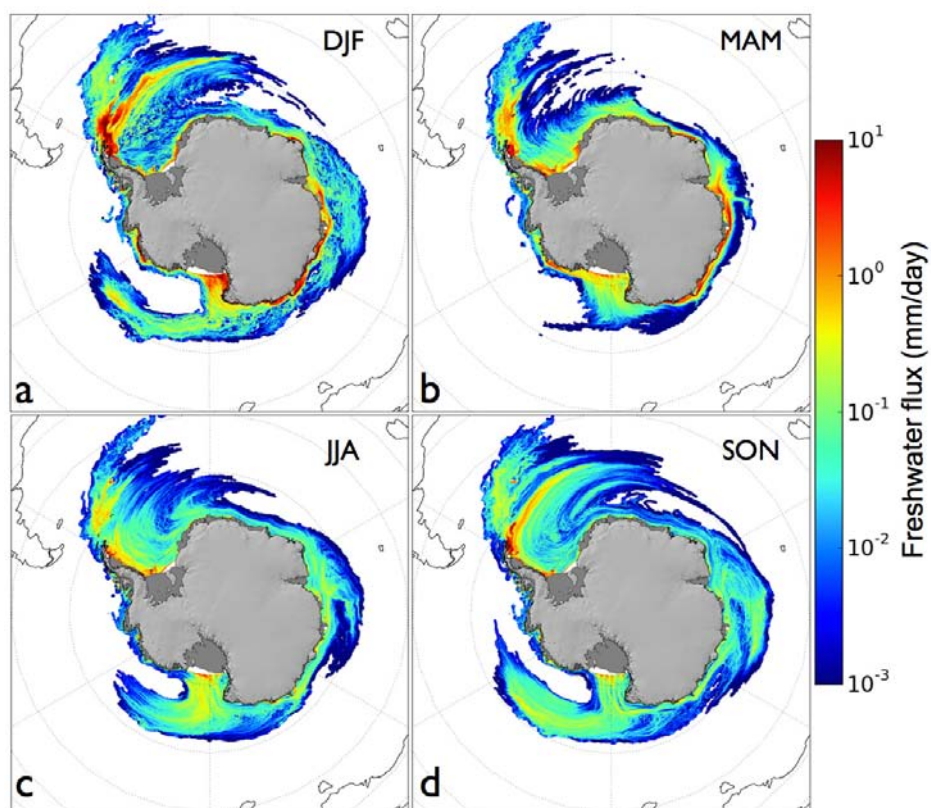 DJF
MAM
a
b
JJA
SON
c
d
10^1
10^0
10^-1
10^-2
10^-3
Freshwater flux (mm/day)